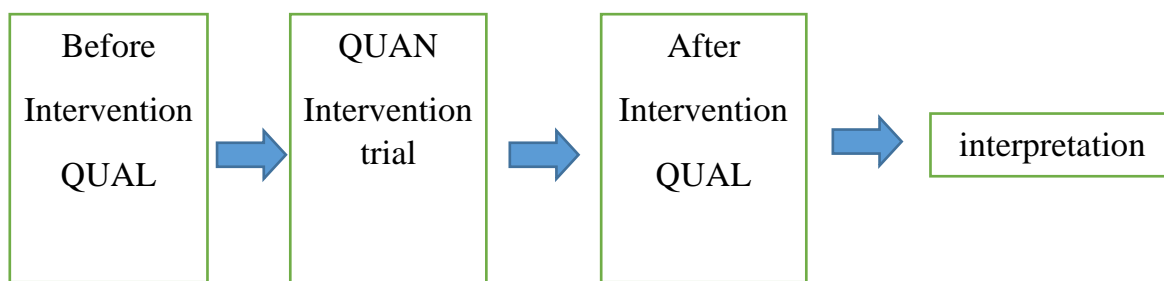 Before
Intervention
QUAL
QUAN
Intervention
trial
After
Intervention
QUAL
interpretation